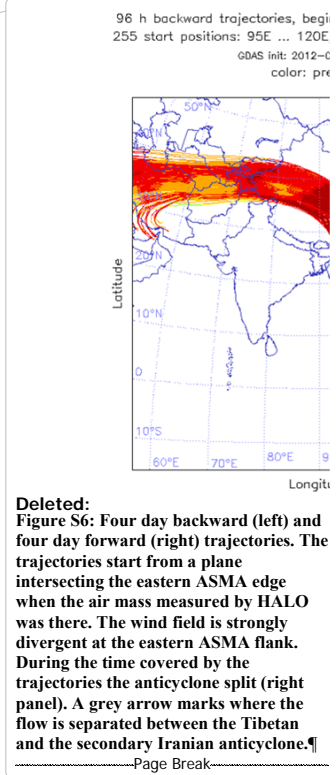 96 h backward trajectories, begin
255 start positions: 95E ... 120E
GDAS init: 2012-0
color: pre
50°N
20°N
10°N
0
10°S
60°E
70°E
80°E
9
Latitude
Longitu
Deleted:
Figure S6: Four day backward (left) and
four day forward (right) trajectories. The
trajectories start from a plane
intersecting the eastern ASMA edge
when the air mass measured by HALO
was there. The wind field is strongly
divergent at the eastern ASMA flank.
During the time covered by the
trajectories the anticyclone split (right
panel). A grey arrow marks where the
flow is separated between the Tibetan
and the secondary Iranian anticyclone.¶
Page Break